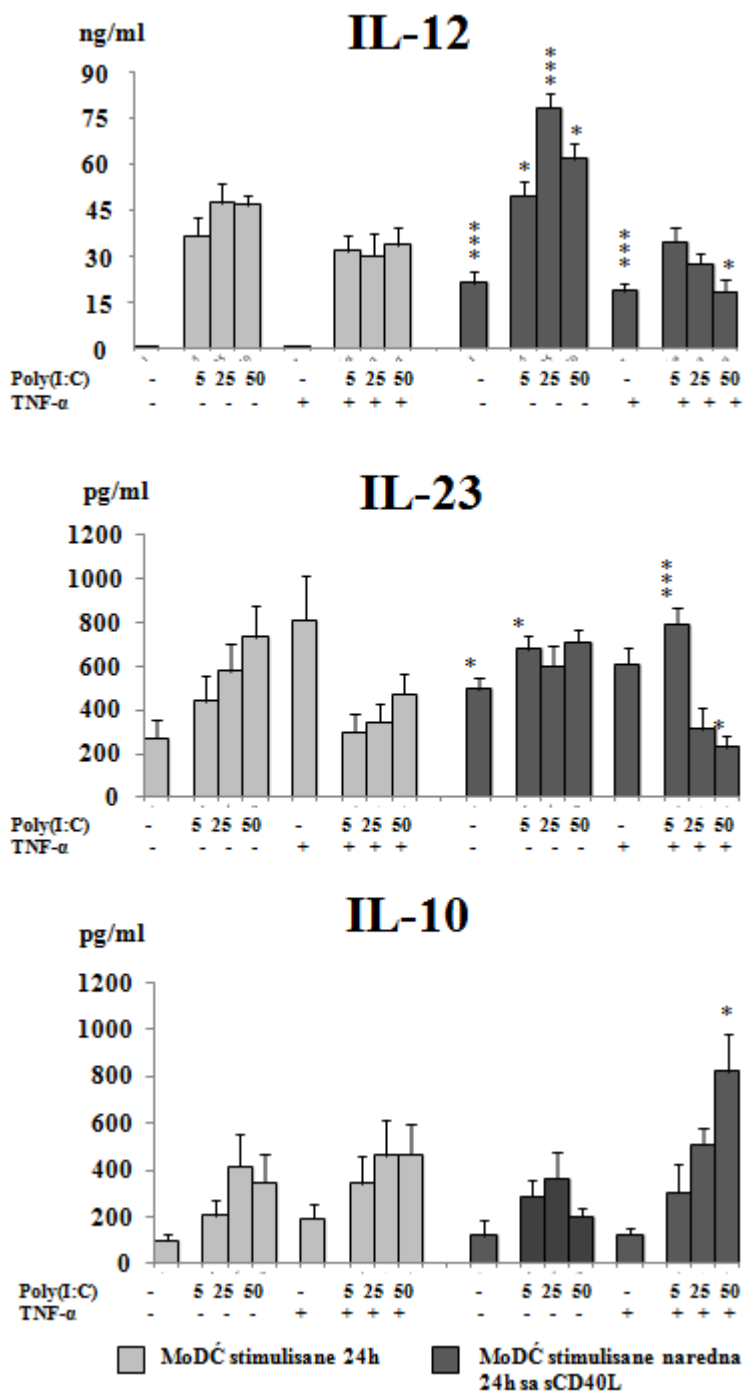 IL-12
ng/ml
90
75
60
45
30
15
0
*** * *** * *** *
Poly(I:C) - 5 25 50 - 5 25 50 - 5 25 50 - 5 25 50
TNF-α - - - - + + + + - - - - + + + +
IL-23
pg/ml
1200
1000
800
600
400
200
0
* * *** *
Poly(I:C) - 5 25 50 - 5 25 50 - 5 25 50 - 5 25 50
TNF-α - - - - + + + + - - - - + + + +
IL-10
pg/ml
1200
1000
800
600
400
200
0
*
Poly(I:C) - 5 25 50 - 5 25 50 - 5 25 50 - 5 25 50
TNF-α - - - - + + + + - - - - + + + +
MoDĆ stimulisane 24h
MoDĆ stimulisane naredna
24h sa sCD40L